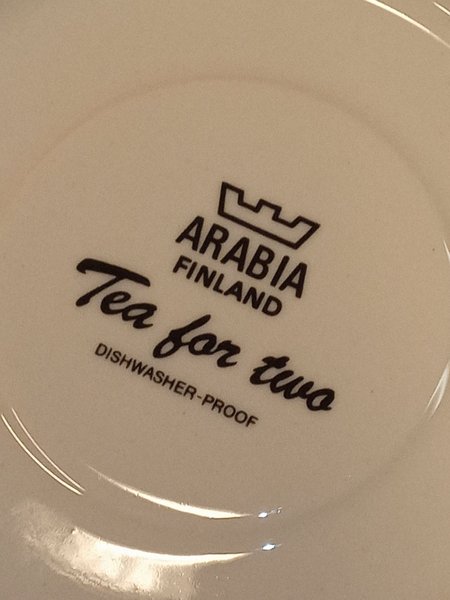 ARABIA
FINLAND
Tea for two
DISHWASHER-PROOF